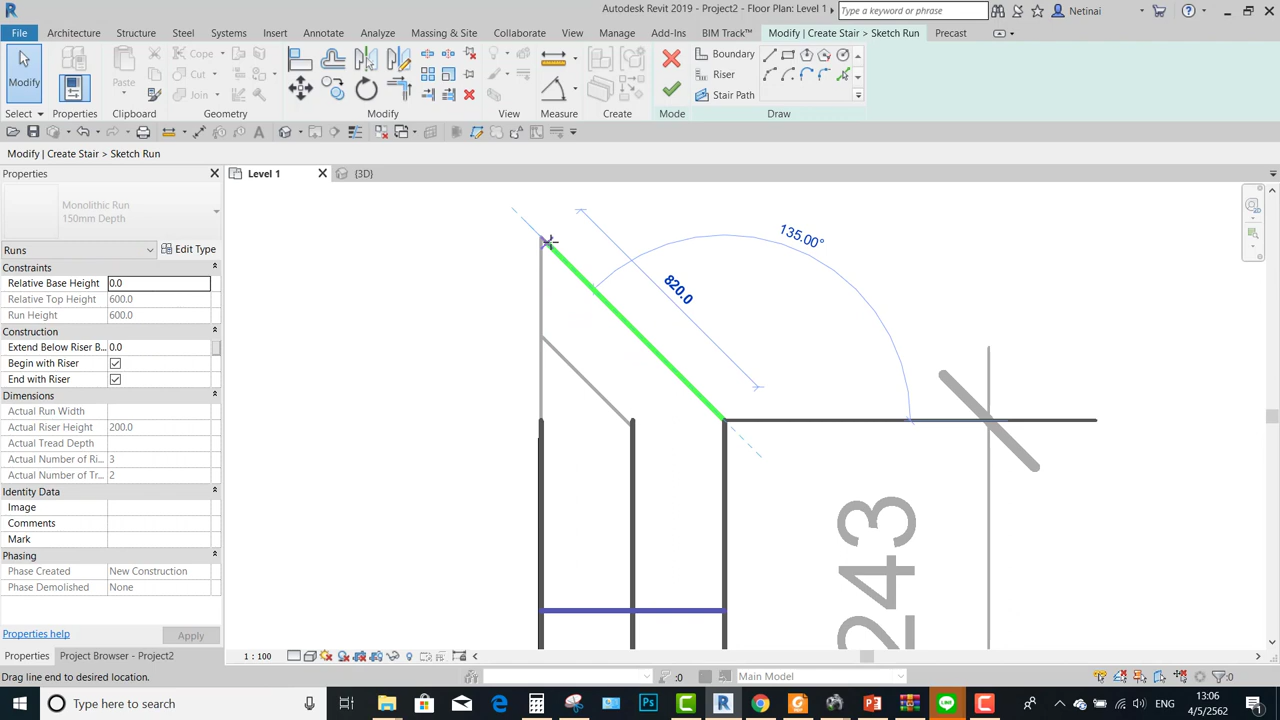 Autodesk Revit 2019 - Project2 - Floor Plan: Level 1
Type a keyword or phrase
Netinai
File Architecture Structure Steel Systems Insert Annotate Analyze Massing & Site Collaborate View Manage Add-Ins BIM Track™ Modify | Create Stair > Sketch Run Precast
Modify
Paste
Cope
Cut
Join
Boundary
Riser
Stair Path
Select Properties Clipboard Geometry Modify View Measure Create Mode Draw
Modify | Create Stair > Sketch Run
Properties
Level 1
{3D}
Monolithic Run
150mm Depth
Runs
Edit Type
Constraints
Relative Base Height 0.0
Relative Top Height 600.0
Run Height 600.0
Construction
Extend Below Riser B... 0.0
Begin with Riser
End with Riser
Dimensions
Actual Run Width
Actual Riser Height 200.0
Actual Tread Depth
Actual Number of Ri... 3
Actual Number of Tr... 2
Identity Data
Image
Comments
Mark
Phasing
Phase Created New Construction
Phase Demolished None
Properties help
Apply
135.00°
820.0
243
Properties
Project Browser - Project2
1 : 100
Drag line end to desired location.
:0
Main Model
:0
Type here to search
ENG
13:06
4/5/2562